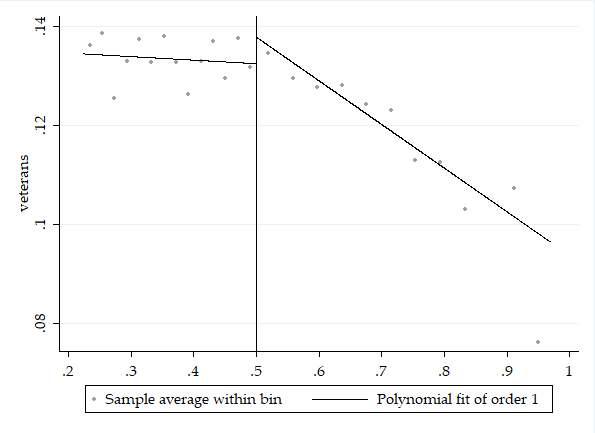 .14
.12
.1
.08
veterans
.2 .3 .4 .5 .6 .7 .8 .9 1
Sample average within bin Polynomial fit of order 1